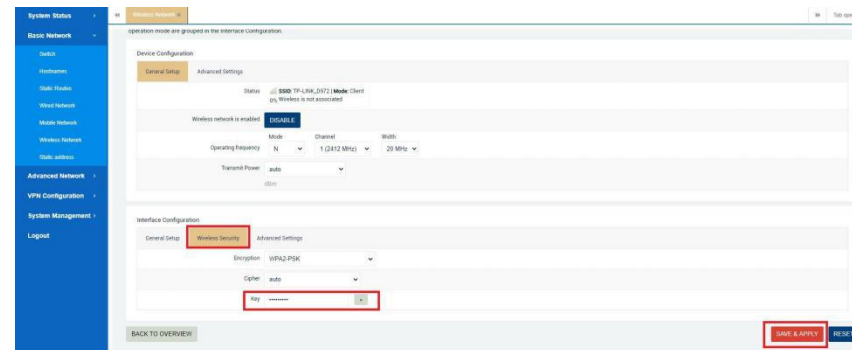 System Status
Wireless Network
Tab ope
Basic Network
operation mode are grouped in the Interface Configuration.
Switch
Device Configuration
Hostnames
General Setup Advanced Settings
Static Routes
Status SSID: TP-LINK_D972 | Mode: Client
0% Wireless is not associated
Wired Network
Mobile Network
Wireless network is enabled DISABLE
Wireless Network
Mode Channel Width
Operating frequency N 1 (2412 MHz) 20 MHz
Static address
Transmit Power auto
Advanced Network
dBm
VPN Configuration
System Management
Interface Configuration
Logout
General Setup Wireless Security Advanced Settings
Encryption WPA2-PSK
Cipher auto
Key ••••••••• 
BACK TO OVERVIEW SAVE & APPLY RESET